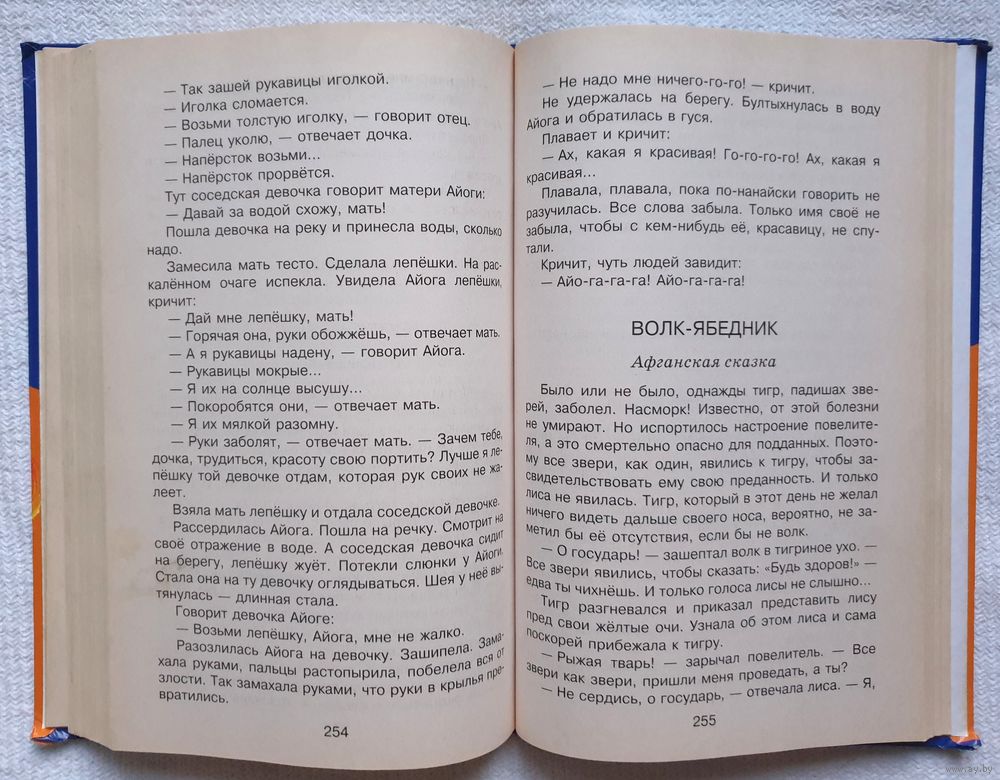 — Так зашей рукавицы иголкой.
— Иголка сломается.
— Возьми толстую иголку, — говорит отец.
— Палец уколю, — отвечает дочка.
— Напёрсток возьми...
— Напёрсток прорвётся.
Тут соседская девочка говорит матери Айоги:
— Давай за водой схожу, мать!
Пошла девочка на реку и принесла воды, сколько
надо.
Замесила мать тесто. Сделала лепёшки. На рас-
калённом очаге испекла. Увидела Айога лепёшки,
кричит:
— Дай мне лепёшку, мать!
— Горячая она, руки обожжёшь, — отвечает мать.
— А я рукавицы надену, — говорит Айога.
— Рукавицы мокрые...
— Я их на солнце высушу...
— Покоробятся они, — отвечает мать.
— Я их мялкой разомну.
— Руки заболят, — отвечает мать. — Зачем тебе,
дочка, трудиться, красоту свою портить? Лучше я ле-
пёшку той девочке отдам, которая рук своих не жа-
леет.
Взяла мать лепёшку и отдала соседской девочке.
Рассердилась Айога. Пошла на речку. Смотрит на
своё отражение в воде. А соседская девочка сидит
на берегу, лепёшку жуёт. Потекли слюнки у Айоги.
Стала она на ту девочку оглядываться. Шея у неё вы-
тянулась — длинная стала.
Говорит девочка Айоге:
— Возьми лепёшку, Айога, мне не жалко.
Разозлилась Айога на девочку. Зашипела. Зама-
хала руками, пальцы растопырила, побелела вся от
злости. Так замахала руками, что руки в крылья пре-
вратились.
254
— Не надо мне ничего-го-го! — кричит.
Не удержалась на берегу. Бултыхнулась в воду
Айога и обратилась в гуся.
Плавает и кричит:
— Ах, какая я красивая! Го-го-го-го! Ах, какая я
красивая...
Плавала, плавала, пока по-нанайски говорить не
разучилась. Все слова забыла. Только имя своё не
забыла, чтобы с кем-нибудь её, красавицу, не спу-
тали.
Кричит, чуть людей завидит:
— Айо-га-га-га! Айо-га-га-га!
ВОЛК-ЯБЕДНИК
Афганская сказка
Было или не было, однажды тигр, падишах зве-
рей, заболел. Насморк! Известно, от этой болезни
не умирают. Но испортилось настроение повелите-
ля, а это смертельно опасно для подданных. Поэто-
му все звери, как один, явились к тигру, чтобы за-
свидетельствовать ему свою преданность. И только
лиса не явилась. Тигр, который в этот день не желал
ничего видеть дальше своего носа, вероятно, не за-
метил бы её отсутствия, если бы не волк.
— О государь! — зашептал волк в тигриное ухо. —
Все звери явились, чтобы сказать: «Будь здоров!» —
едва ты чихнёшь. И только голоса лисы не слышно...
Тигр разгневался и приказал представить лису
пред свои жёлтые очи. Узнала об этом лиса и сама
поскорей прибежала к тигру.
— Рыжая тварь! — зарычал повелитель. — Все
звери как звери, пришли меня проведать, а ты?
— Не сердись, о государь, — отвечала лиса. — Я,
255
www.ay.by